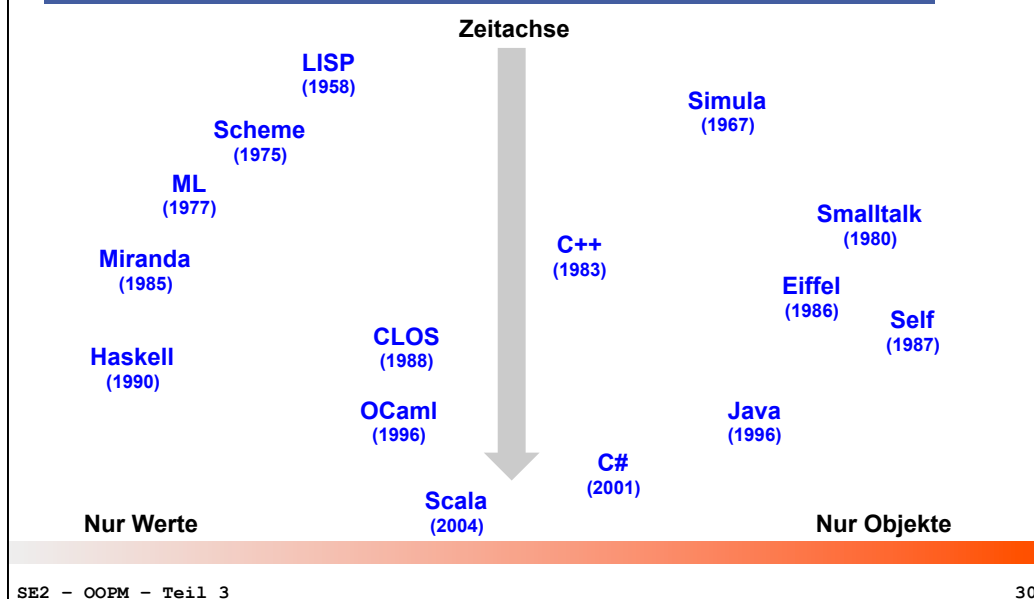 Zeitachse
LISP
(1958)
Simula
(1967)
Scheme
(1975)
ML
(1977)
Smalltalk
(1980)
C++
(1983)
Miranda
(1985)
Eiffel
(1986)
Self
(1987)
CLOS
(1988)
Haskell
(1990)
OCaml
(1996)
Java
(1996)
C#
(2001)
Scala
(2004)
Nur Werte
Nur Objekte
SE2 – OOPM – Teil 3
30